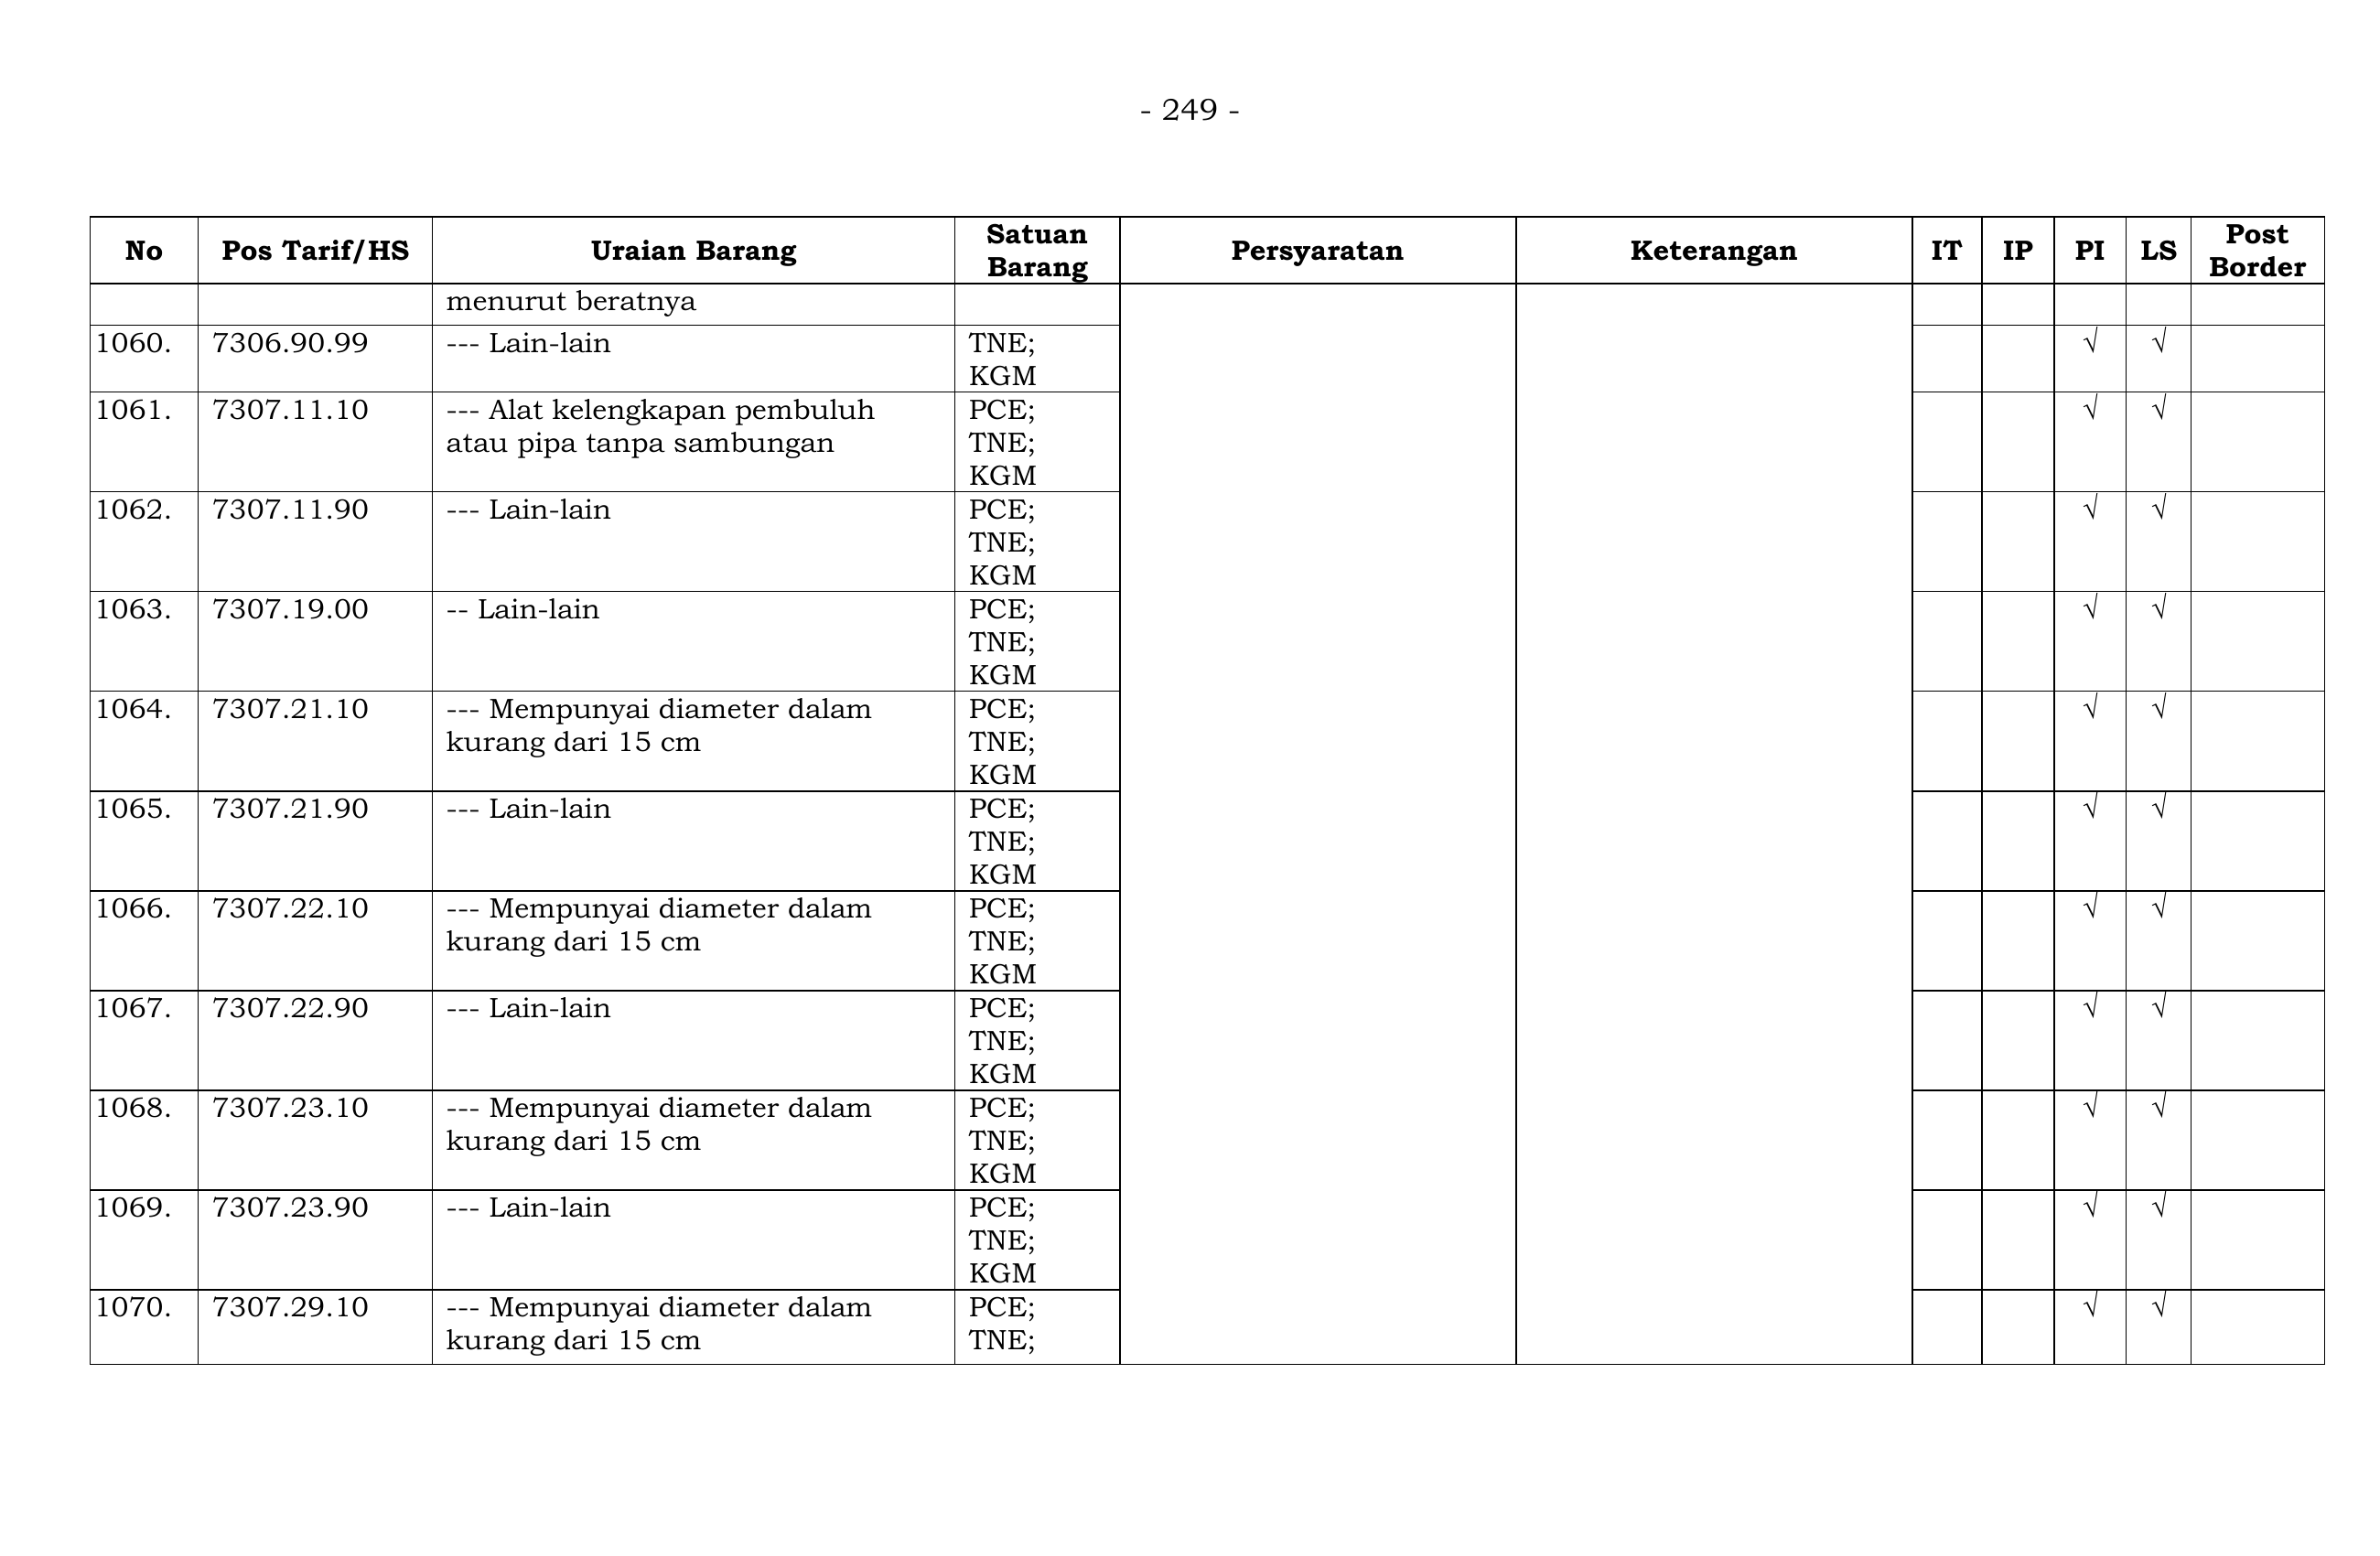 - 249 -
No Pos Tarif/HS Uraian Barang Satuan Barang Persyaratan Keterangan IT IP PI LS Post Border
menurut beratnya
1060. 7306.90.99 --- Lain-lain TNE; √ √
KGM
1061. 7307.11.10 --- Alat kelengkapan pembuluh PCE; √ √
atau pipa tanpa sambungan TNE;
KGM
1062. 7307.11.90 --- Lain-lain PCE; √ √
TNE;
KGM
1063. 7307.19.00 -- Lain-lain PCE; √ √
TNE;
KGM
1064. 7307.21.10 --- Mempunyai diameter dalam PCE; √ √
kurang dari 15 cm TNE;
KGM
1065. 7307.21.90 --- Lain-lain PCE; √ √
TNE;
KGM
1066. 7307.22.10 --- Mempunyai diameter dalam PCE; √ √
kurang dari 15 cm TNE;
KGM
1067. 7307.22.90 --- Lain-lain PCE; √ √
TNE;
KGM
1068. 7307.23.10 --- Mempunyai diameter dalam PCE; √ √
kurang dari 15 cm TNE;
KGM
1069. 7307.23.90 --- Lain-lain PCE; √ √
TNE;
KGM
1070. 7307.29.10 --- Mempunyai diameter dalam PCE; √ √
kurang dari 15 cm TNE;